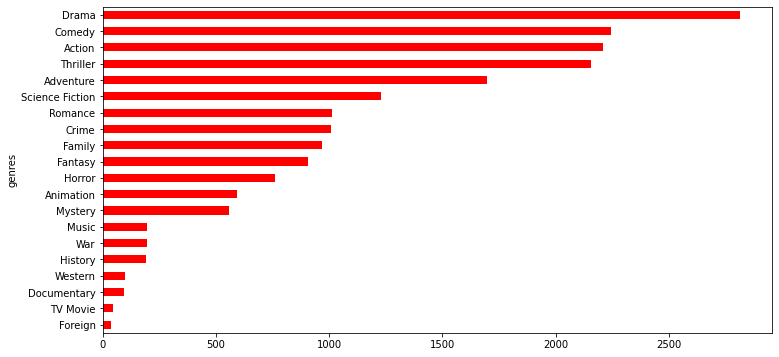 Drama
Comedy
Action
Thriller
Adventure
Science Fiction
Romance
Crime
Family
Fantasy
Horror
Animation
Mystery
Music
War
History
Western
Documentary
TV Movie
Foreign
genres
0 500 1000 1500 2000 2500